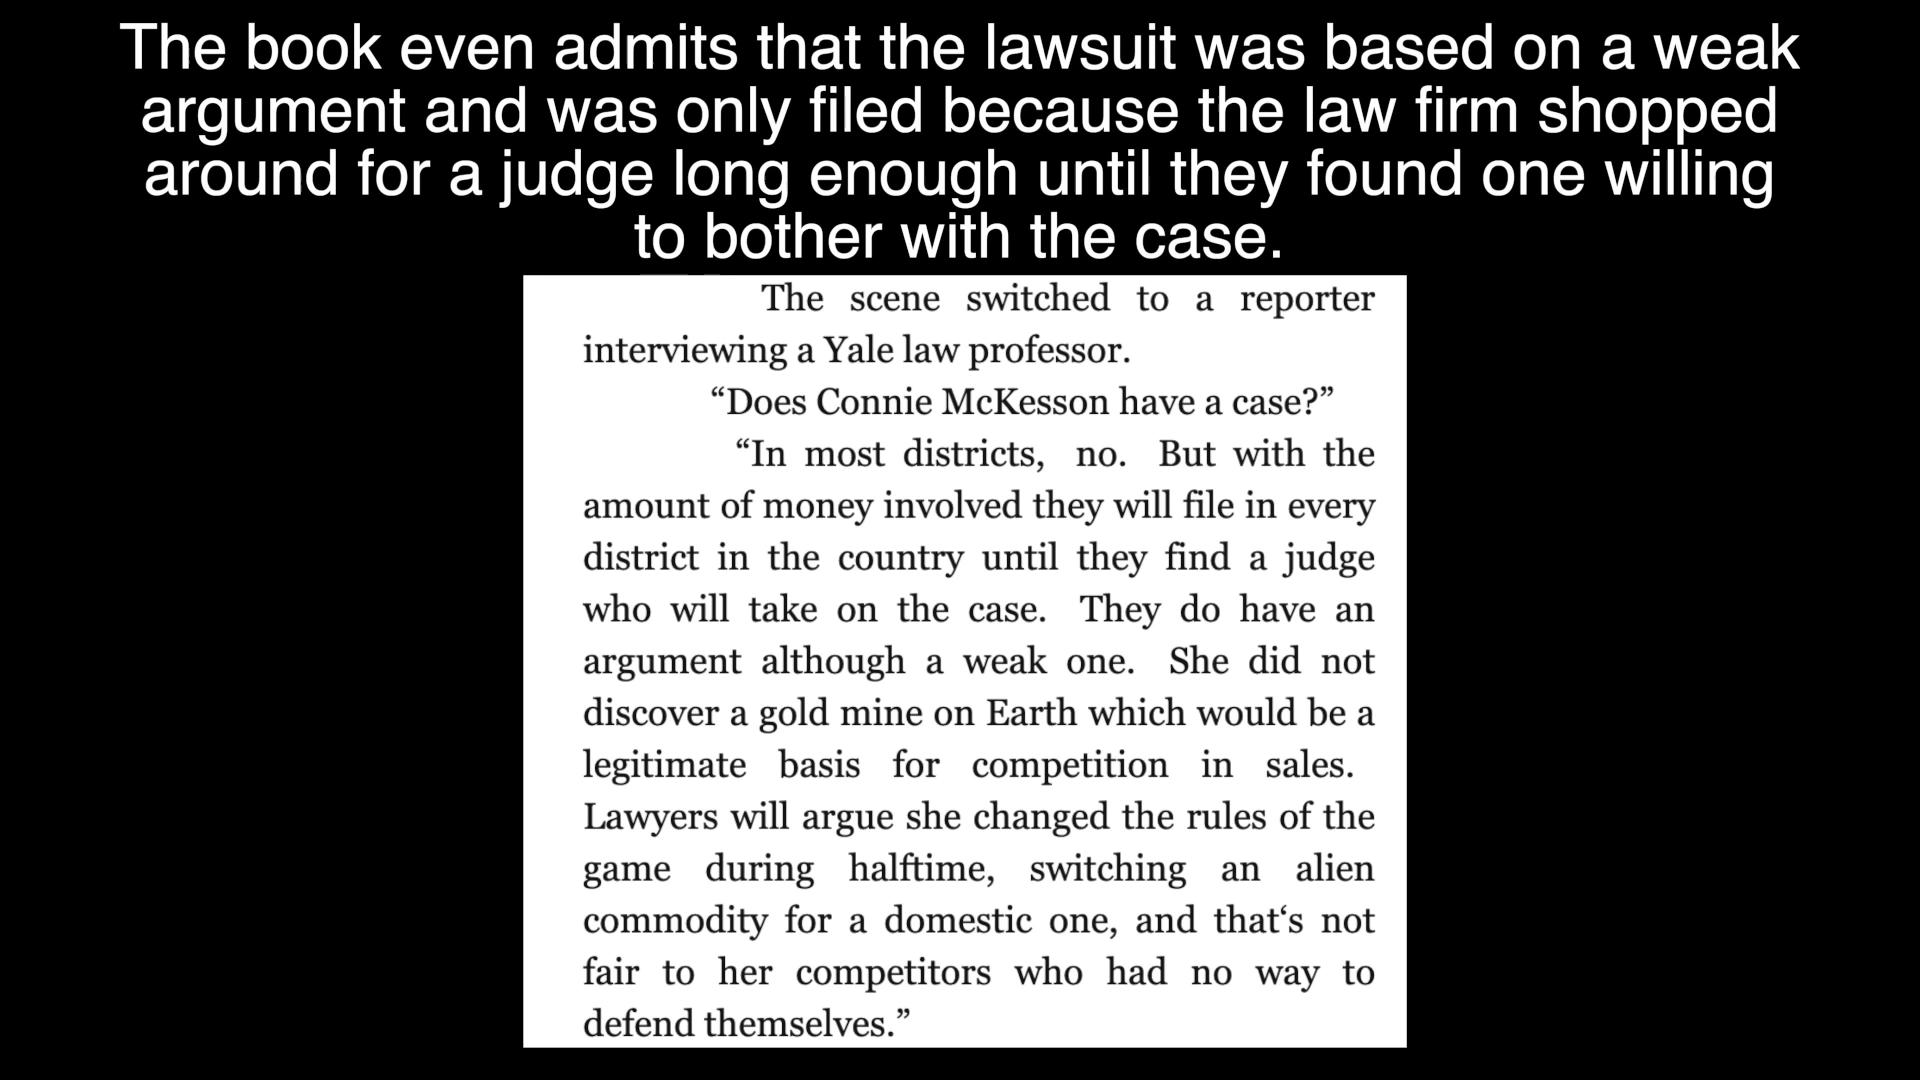 The book even admits that the lawsuit was based on a weak
argument and was only filed because the law firm shopped
around for a judge long enough until they found one willing
to bother with the case.
The scene switched to a reporter
interviewing a Yale law professor.
“Does Connie McKesson have a case?”
“In most districts, no. But with the
amount of money involved they will file in every
district in the country until they find a judge
who will take on the case. They do have an
argument although a weak one. She did not
discover a gold mine on Earth which would be a
legitimate basis for competition in sales.
Lawyers will argue she changed the rules of the
game during halftime, switching an alien
commodity for a domestic one, and that‘s not
fair to her competitors who had no way to
defend themselves.”